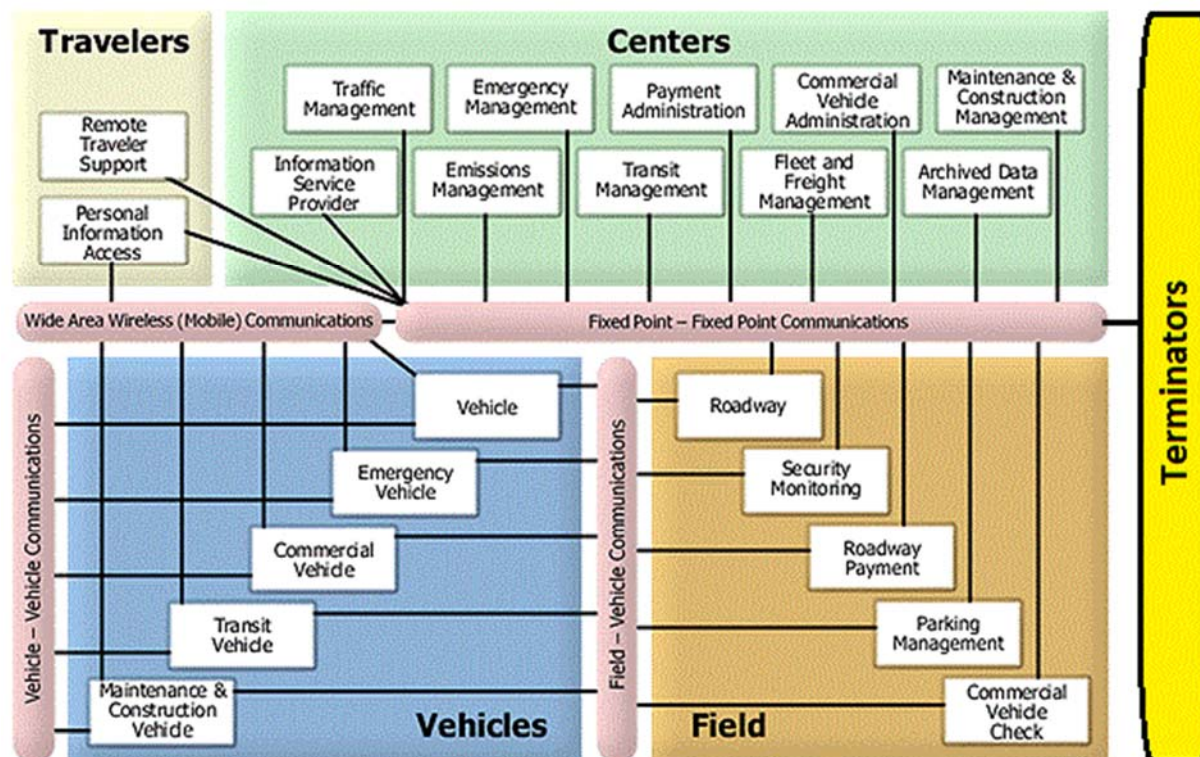 Travelers
Centers
Traffic
Management
Emergency
Management
Payment
Administration
Commercial
Vehicle
Administration
Maintenance &
Construction
Management
Remote
Traveler
Support
Information
Service
Provider
Emissions
Management
Transit
Management
Fleet and
Freight
Management
Archived Data
Management
Personal
Information
Access
Wide Area Wireless (Mobile) Communications
Fixed Point – Fixed Point Communications
Terminators
Vehicle – Vehicle Communications
Vehicle
Emergency
Vehicle
Commercial
Vehicle
Transit
Vehicle
Maintenance &
Construction
Vehicle
Vehicles
Field – Vehicle Communications
Roadway
Security
Monitoring
Roadway
Payment
Parking
Management
Commercial
Vehicle
Check
Field